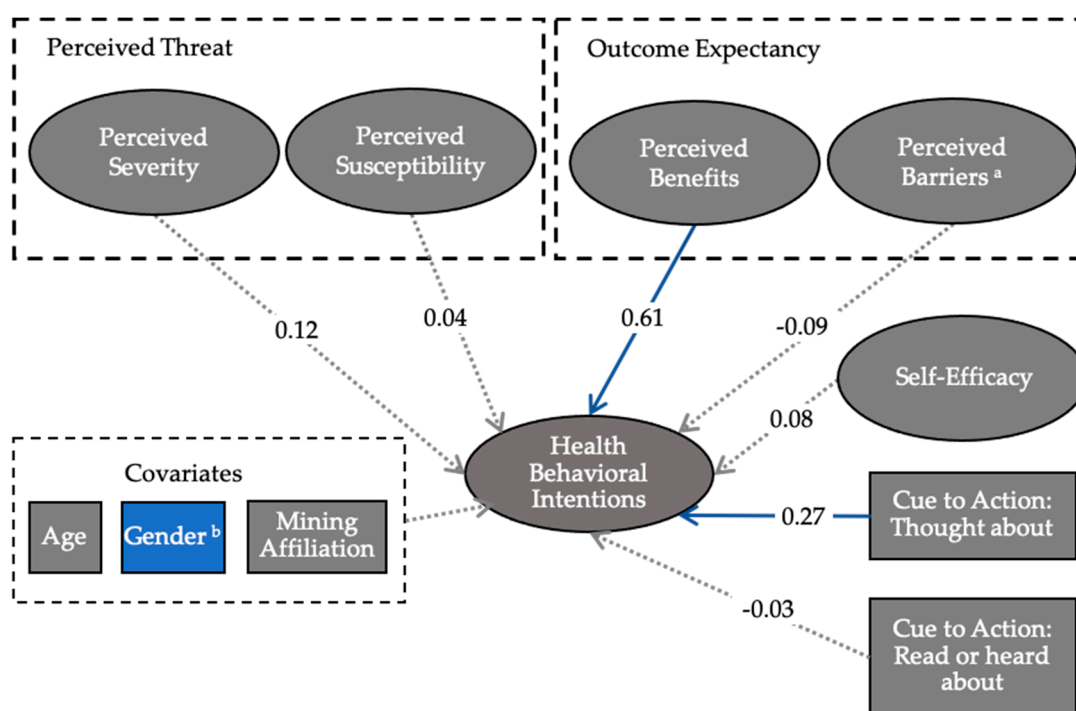 Perceived Threat
Outcome Expectancy
Perceived
Severity
Perceived
Susceptibility
Perceived
Benefits
Perceived
Barriers a
0.12
0.04
0.61
-0.09
Self-Efficacy
0.08
Health
Behavioral
Intentions
Covariates
Age
Gender b
Mining
Affiliation
0.27
Cue to Action:
Thought about
-0.03
Cue to Action:
Read or heard
about